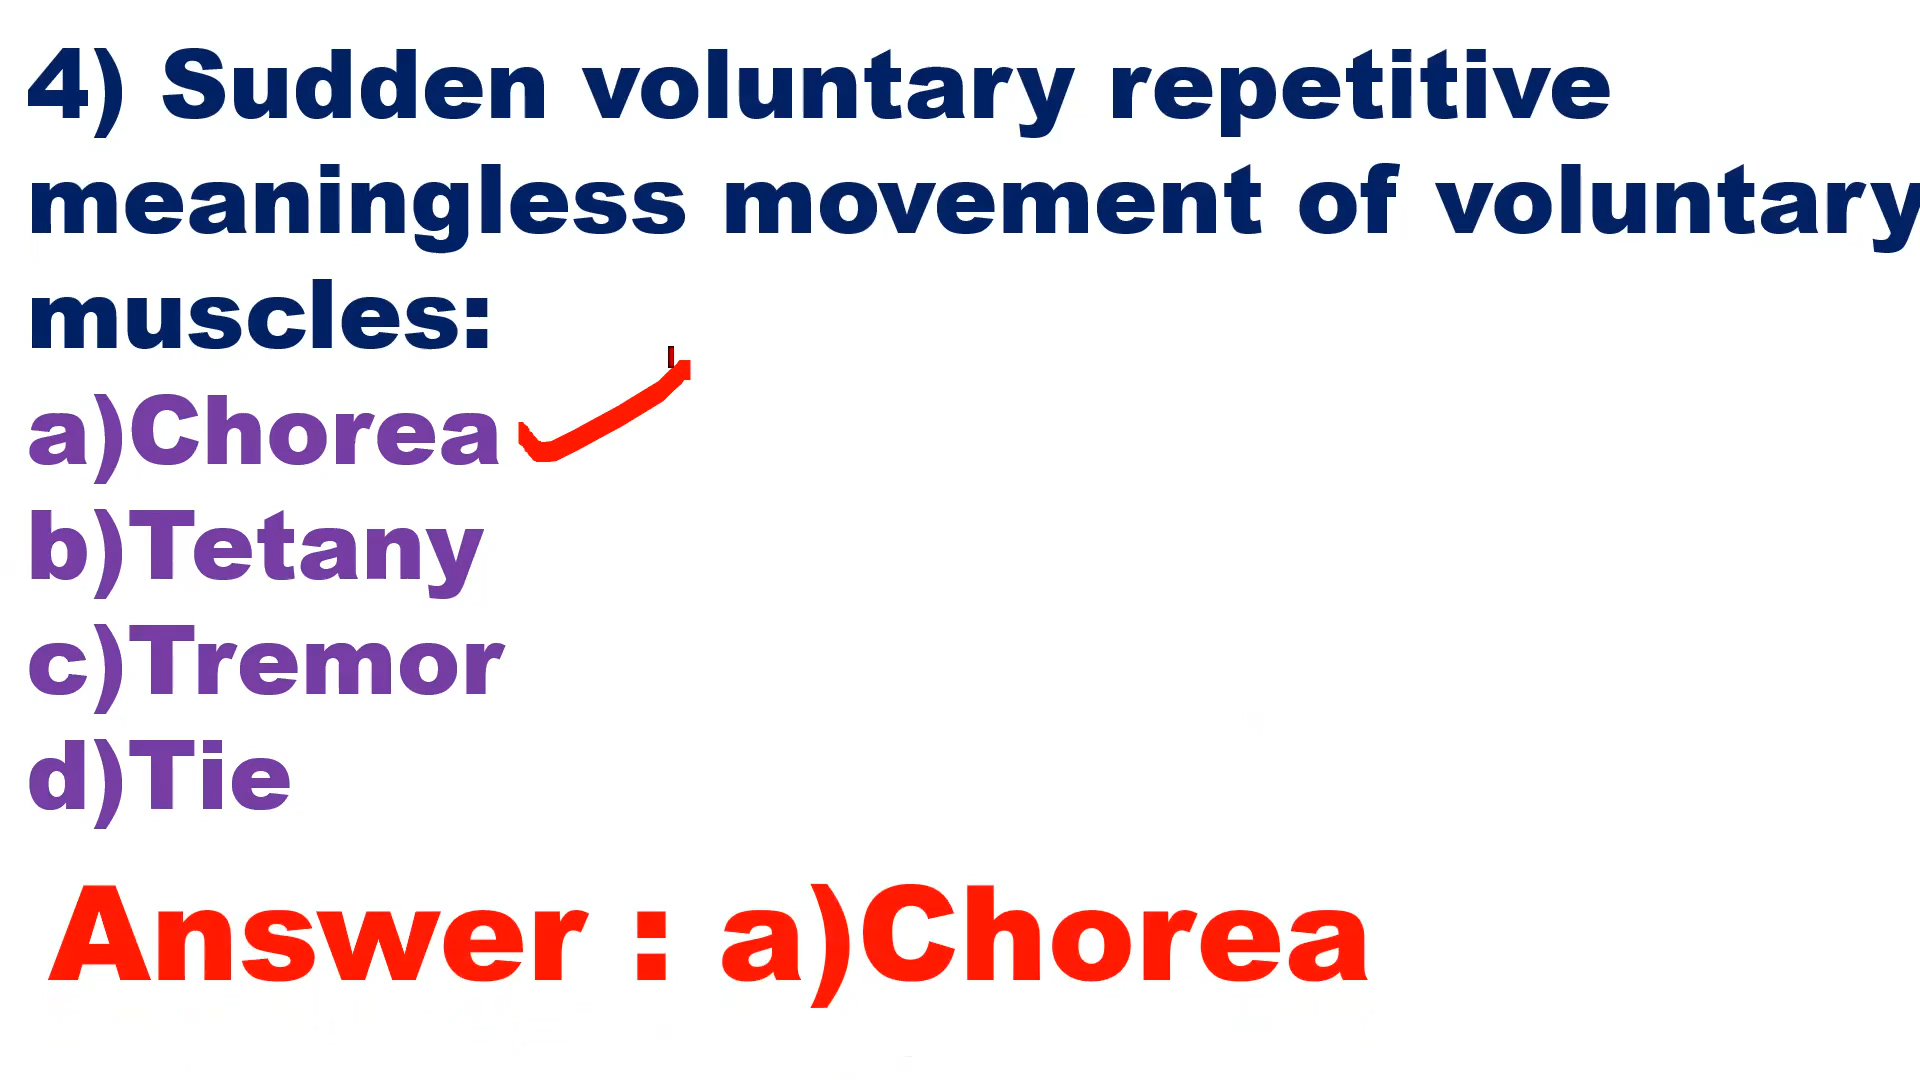 4) Sudden voluntary repetitive
meaningless movement of voluntary
muscles:
a)Chorea
b)Tetany
c)Tremor
d)Tie
Answer : a)Chorea